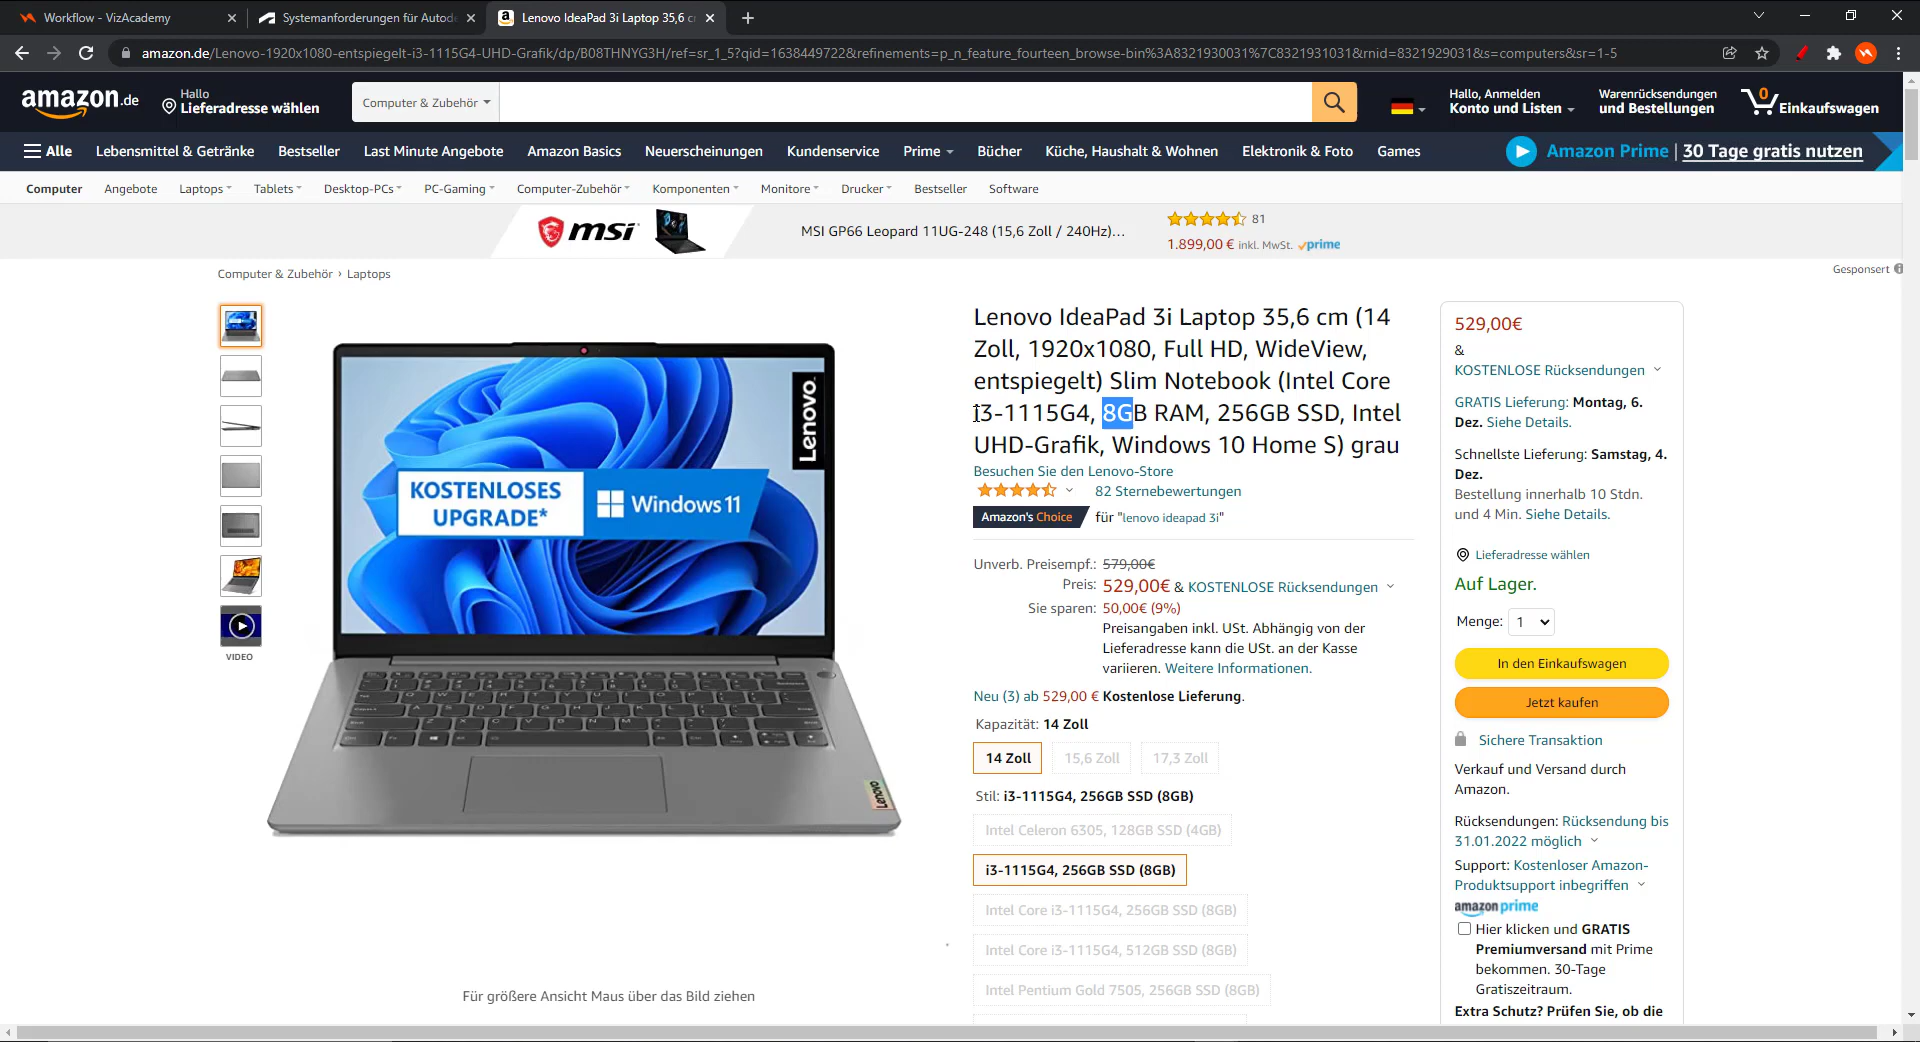 Workflow - VizAcademy
Systemanforderungen für Autode
Lenovo IdeaPad 3i Laptop 35,6 c
amazon.de/Lenovo-1920x1080-entspiegelt-i3-1115G4-UHD-Grafik/dp/B08THNYG3H/ref=sr_1_5?qid=1638449722&refinements=p_n_feature_fourteen_browse-bin%3A8321930031%7C8321931031&rnid=8321929031&s=computers&sr=1-5
amazon.de
Hallo
Lieferadresse wählen
Computer & Zubehör
Hallo, Anmelden
Konto und Listen
Warenrücksendungen
und Bestellungen
0
Einkaufswagen
Alle
Lebensmittel & Getränke
Bestseller
Last Minute Angebote
Amazon Basics
Neuerscheinungen
Kundenservice
Prime
Bücher
Küche, Haushalt & Wohnen
Elektronik & Foto
Games
Amazon Prime | 30 Tage gratis nutzen
Computer
Angebote
Laptops
Tablets
Desktop-PCs
PC-Gaming
Computer-Zubehör
Komponenten
Monitore
Drucker
Bestseller
Software
msi
MSI GP66 Leopard 11UG-248 (15,6 Zoll / 240Hz)...
81
1.899,00 € inkl. MwSt. prime
Computer & Zubehör › Laptops
Gesponsert
Lenovo
KOSTENLOSES
UPGRADE*
Windows 11
Lenovo
VIDEO
Für größere Ansicht Maus über das Bild ziehen
Lenovo IdeaPad 3i Laptop 35,6 cm (14
Zoll, 1920x1080, Full HD, WideView,
entspiegelt) Slim Notebook (Intel Core
i3-1115G4, 8GB RAM, 256GB SSD, Intel
UHD-Grafik, Windows 10 Home S) grau
Besuchen Sie den Lenovo-Store
82 Sternebewertungen
Amazon's Choice für "lenovo ideapad 3i"
Unverb. Preisempf.: 579,00€
Preis: 529,00€ & KOSTENLOSE Rücksendungen
Sie sparen: 50,00€ (9%)
Preisangaben inkl. USt. Abhängig von der
Lieferadresse kann die USt. an der Kasse
variieren. Weitere Informationen.
Neu (3) ab 529,00 € Kostenlose Lieferung.
Kapazität: 14 Zoll
14 Zoll
15,6 Zoll
17,3 Zoll
Stil: i3-1115G4, 256GB SSD (8GB)
Intel Celeron 6305, 128GB SSD (4GB)
i3-1115G4, 256GB SSD (8GB)
Intel Core i3-1115G4, 256GB SSD (8GB)
Intel Core i3-1115G4, 512GB SSD (8GB)
Intel Pentium Gold 7505, 256GB SSD (8GB)
529,00€
&
KOSTENLOSE Rücksendungen
GRATIS Lieferung: Montag, 6.
Dez. Siehe Details.
Schnellste Lieferung: Samstag, 4.
Dez.
Bestellung innerhalb 10 Stdn.
und 4 Min. Siehe Details.
Lieferadresse wählen
Auf Lager.
Menge: 1
In den Einkaufswagen
Jetzt kaufen
Sichere Transaktion
Verkauf und Versand durch
Amazon.
Rücksendungen: Rücksendung bis
31.01.2022 möglich
Support: Kostenloser Amazon-
Produktsupport inbegriffen
amazon prime
Hier klicken und GRATIS
Premiumversand mit Prime
bekommen. 30-Tage
Gratiszeitraum.
Extra Schutz? Prüfen Sie, ob die